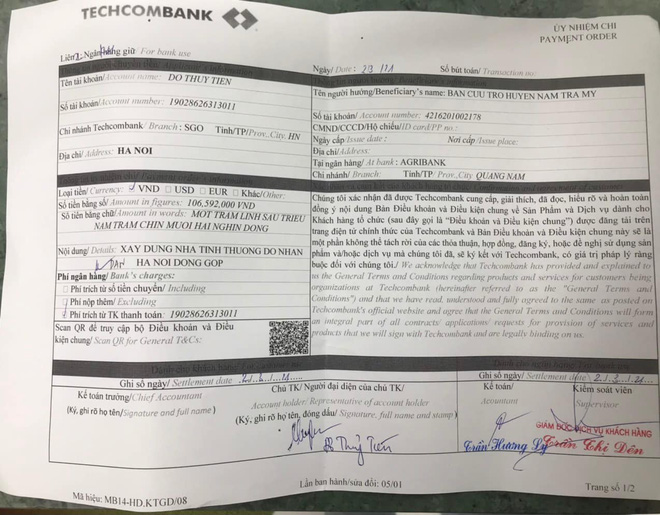 TECHCOMBANK
ỦY NHIỆM CHI
PAYMENT ORDER
Liên2: Ngân hàng giữ/ For bank use
Ngày/ Date: 23/
Số bút toán/ Transaction no:
Tên tài khoản/Account name: DO THUY TIEN
Số tài khoản/ Account number: 19028626313011
Chi nhánh Techcombank/ Branch: SGO Tỉnh/TP/Prov.,City. HN
Địa chỉ/ Address: HA NOI
Tên người hưởng/Beneficiary's name: BAN CUU TRO HUYEN NAM TRA MY
Số tài khoản/ Account number: 4216201002178
CMND/CCCD/Hộ chiếu/ID card/PP no.:
Ngày cấp/Issue date: Nơi cấp/Issue place:
Địa chỉ/Address:
Tại ngân hàng/ At bank: AGRIBANK
Chi nhánh/ Branch: Tỉnh/TP/Prov.,City QUANG NAM
Loại tiền/ Currency: VND USD EUR Khác/Other:
Số tiền bằng số/ Amount in figures: 106,592,000 VND
Số tiền bằng chữ/Amount in words: MOT TRAM LINH SAU TRIEU
NAM TRAM CHIN MUOI HAI NGHIN DONG
Nội dung/ Details: XAY DUNG NHA TINH THUONG DO NHAN
DAN HA NOI DONG GOP
Phí ngân hàng/ Bank's charges:
Phí trích từ số tiền chuyển/ Including
Phí nộp thêm/ Excluding
Phí trích từ TK thanh toán: 19028626313011
Scan QR để truy cập bộ Điều khoản và Điều
kiện chung/ Scan QR for General T&Cs:
Chúng tôi xác nhận đã được Techcombank cung cấp, giải thích, đã đọc, hiểu rõ và hoàn toàn
đồng ý nội dung Bản Điều khoản và Điều kiện chung về Sản Phẩm và Dịch vụ dành cho
Khách hàng tổ chức (sau đây gọi là "Điều khoản và Điều kiện chung") được đăng tải trên
trang điện tử chính thức của Techcombank và Bản Điều khoản và Điều kiện chung này sẽ là
một phần không thể tách rời của các thỏa thuận, hợp đồng, đăng ký, hoặc đề nghị sử dụng sản
phẩm và/hoặc dịch vụ mà chúng tôi đã, sẽ ký kết với Techcombank, có giá trị pháp lý ràng
buộc đối với chúng tôi./ We acknowledge that Techcombank has provided and explained to
us the General Terms and Conditions regarding products and services for customers being
organizations at Techcombank (hereafter referred to as the "General Terms and
Conditions") and that we have read, understood and fully agreed to the same as posted on
Techcombank's official website and agree that the General Terms and Conditions will form
an integral part of all contracts/ applications/ requests for provision of services and
products that we will sign with Techcombank and are legally binding on us.
Ghi sổ ngày/ Settlement date
Kế toán trưởng/Chief Accountant
(Ký, ghi rõ họ tên/Signature and full name)
Chủ TK/ Người đại diện của chủ TK/
Account holder/ Representative of account holder
(Ký, ghi rõ họ tên, đóng dấu/ Signature, full name and stamp)
Đỗ Thuỷ Tiên
Ghi sổ ngày/ Settlement date
Kế toán/ Kiểm soát viên
Accountant Supervisor
GIÁM ĐỐC DỊCH VỤ KHÁCH HÀNG
Trần Hương Ly Trần Thị Dên
Lần ban hành/sửa đổi: 05/01
Trang số 1/2
Mã hiệu: MB14-HD.KTGD/08